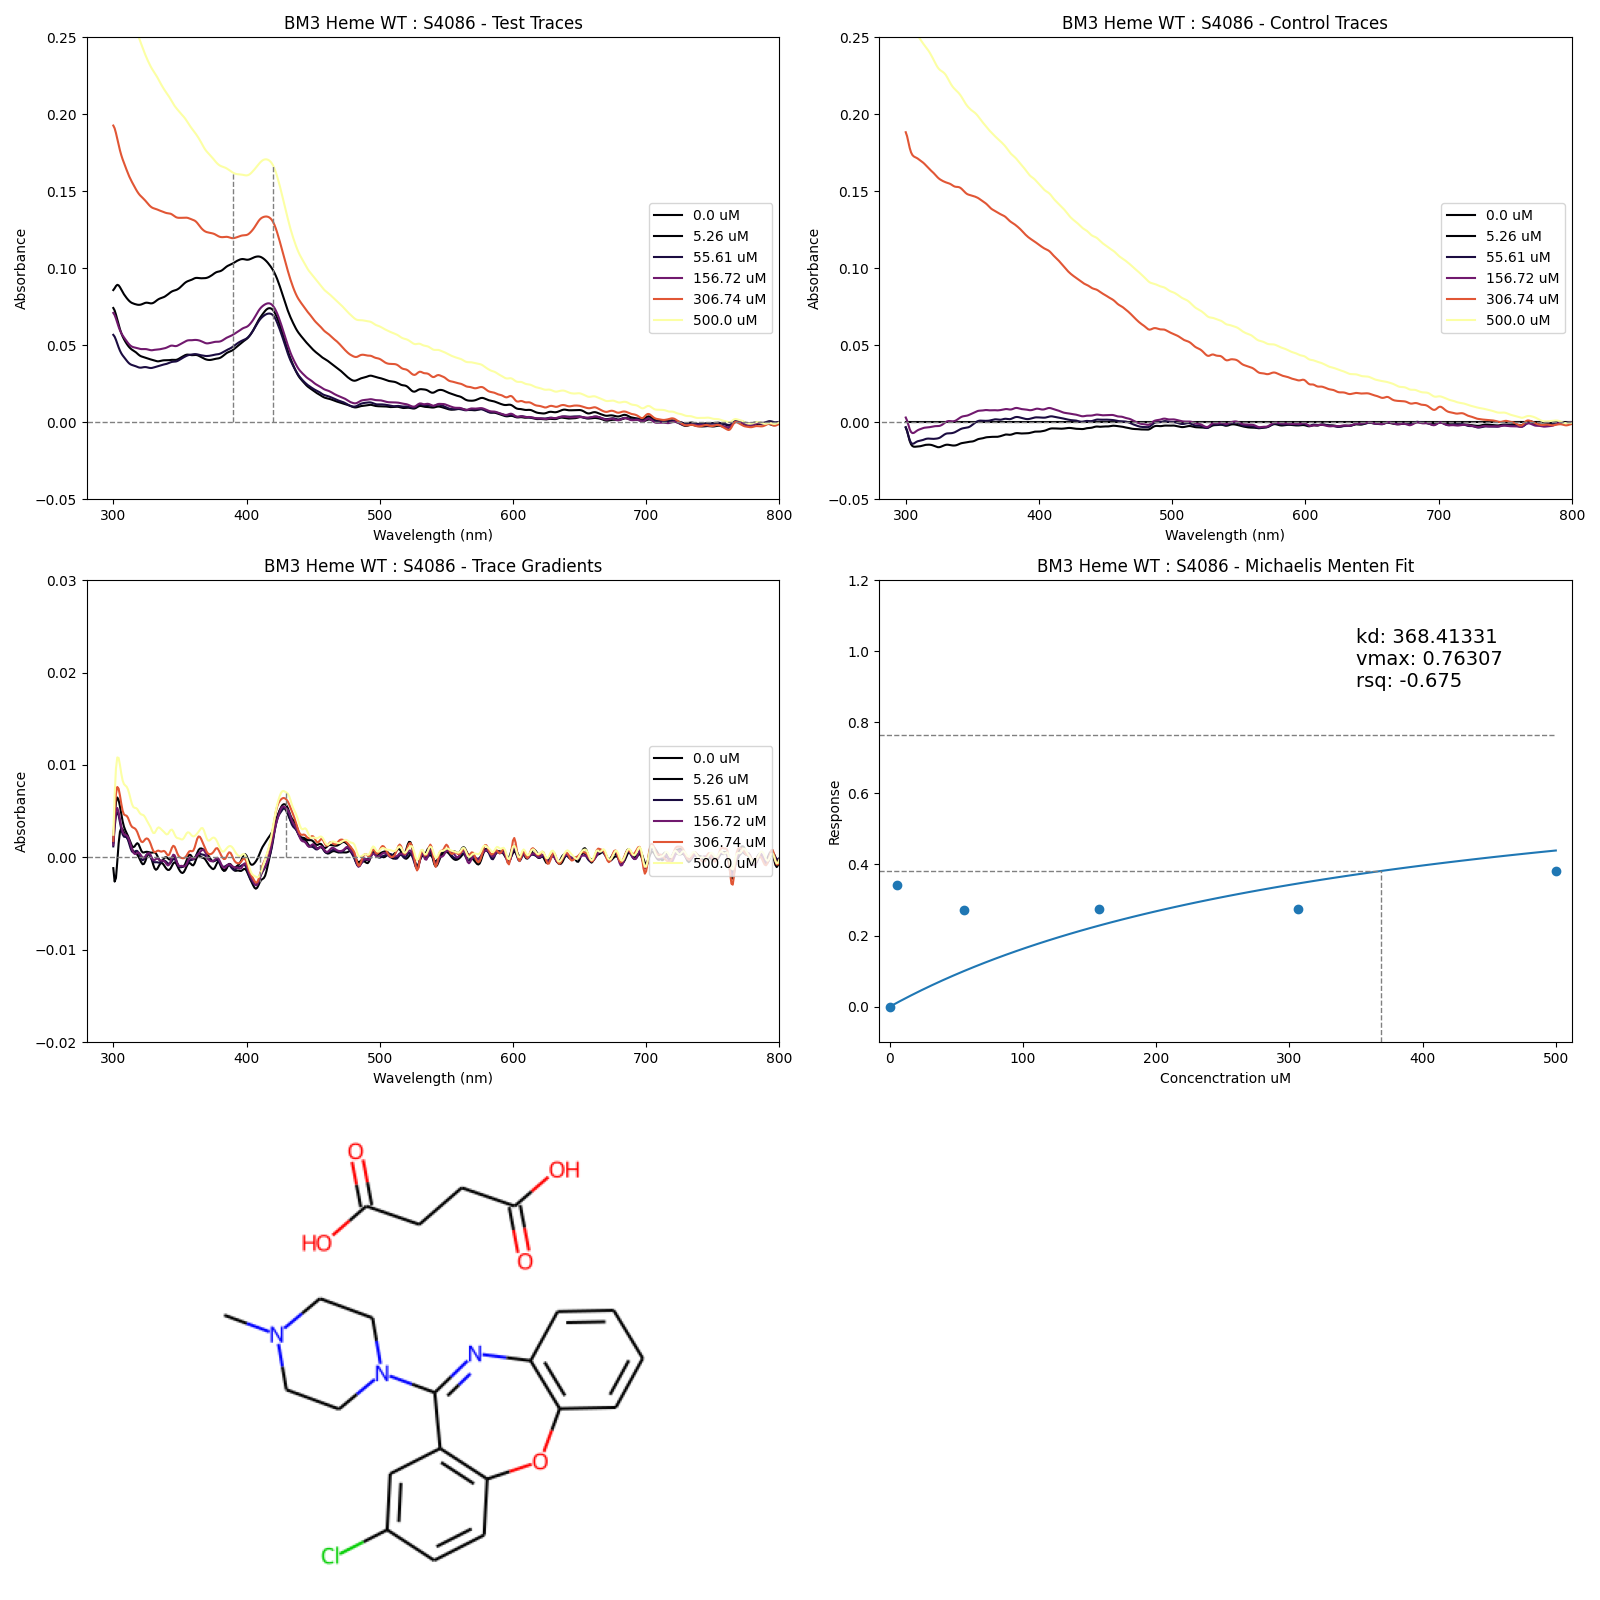 BM3 Heme WT : S4086 - Test Traces
0.25
0.20
0.15
0.10
0.05
0.00
−0.05
Absorbance
300 400 500 600 700 800
Wavelength (nm)
0.0 uM
5.26 uM
55.61 uM
156.72 uM
306.74 uM
500.0 uM
BM3 Heme WT : S4086 - Control Traces
0.25
0.20
0.15
0.10
0.05
0.00
−0.05
Absorbance
300 400 500 600 700 800
Wavelength (nm)
0.0 uM
5.26 uM
55.61 uM
156.72 uM
306.74 uM
500.0 uM
BM3 Heme WT : S4086 - Trace Gradients
0.03
0.02
0.01
0.00
−0.01
−0.02
Absorbance
300 400 500 600 700 800
Wavelength (nm)
0.0 uM
5.26 uM
55.61 uM
156.72 uM
306.74 uM
500.0 uM
BM3 Heme WT : S4086 - Michaelis Menten Fit
1.2
1.0
0.8
0.6
0.4
0.2
0.0
Response
kd: 368.41331
vmax: 0.76307
rsq: -0.675
0 100 200 300 400 500
Concenctration uM
O
OH
HO
O
N
N
N
O
Cl